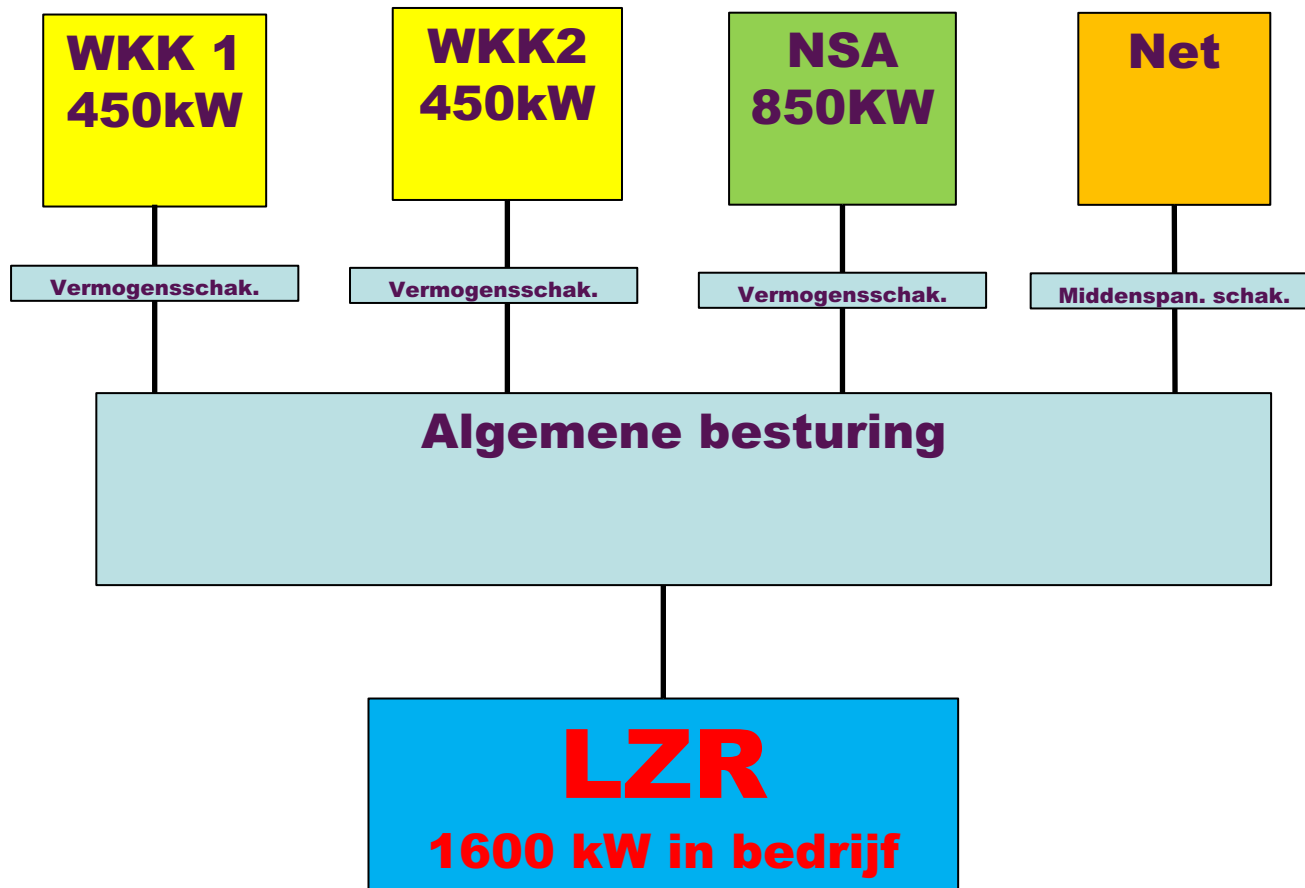 WKK 1
450kW
WKK2
450kW
NSA
850KW
Net
Vermogensschak.
Vermogensschak.
Vermogensschak.
Middenspan. schak.
Algemene besturing
LZR
1600 kW in bedrijf